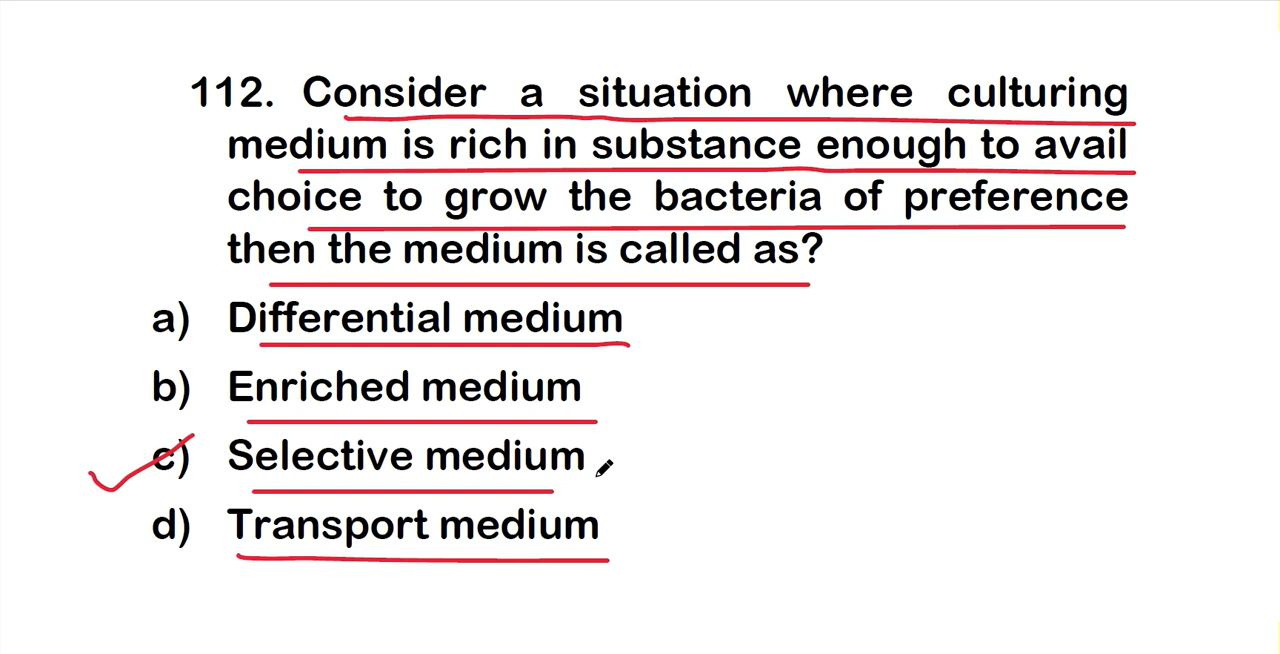 112. Consider a situation where culturing
medium is rich in substance enough to avail
choice to grow the bacteria of preference
then the medium is called as?
a) Differential medium
b) Enriched medium
c) Selective medium
d) Transport medium